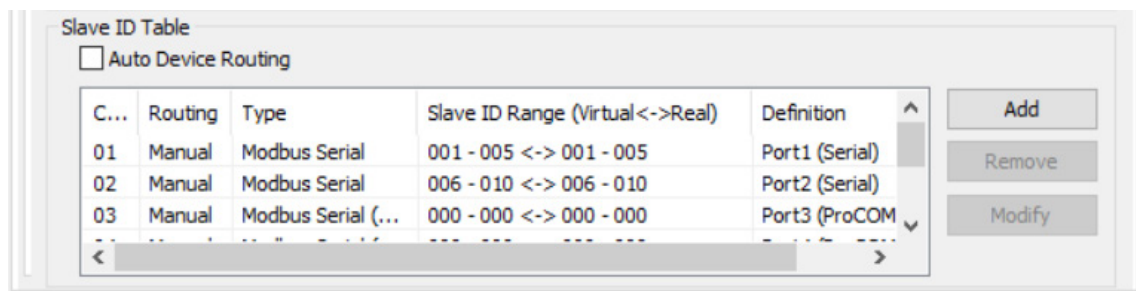 Slave ID Table
Auto Device Routing
C... Routing Type Slave ID Range (Virtual<->Real) Definition
Add
01 Manual Modbus Serial 001 - 005 <-> 001 - 005 Port1 (Serial)
Remove
02 Manual Modbus Serial 006 - 010 <-> 006 - 010 Port2 (Serial)
03 Manual Modbus Serial (... 000 - 000 <-> 000 - 000 Port3 (ProCOM
Modify